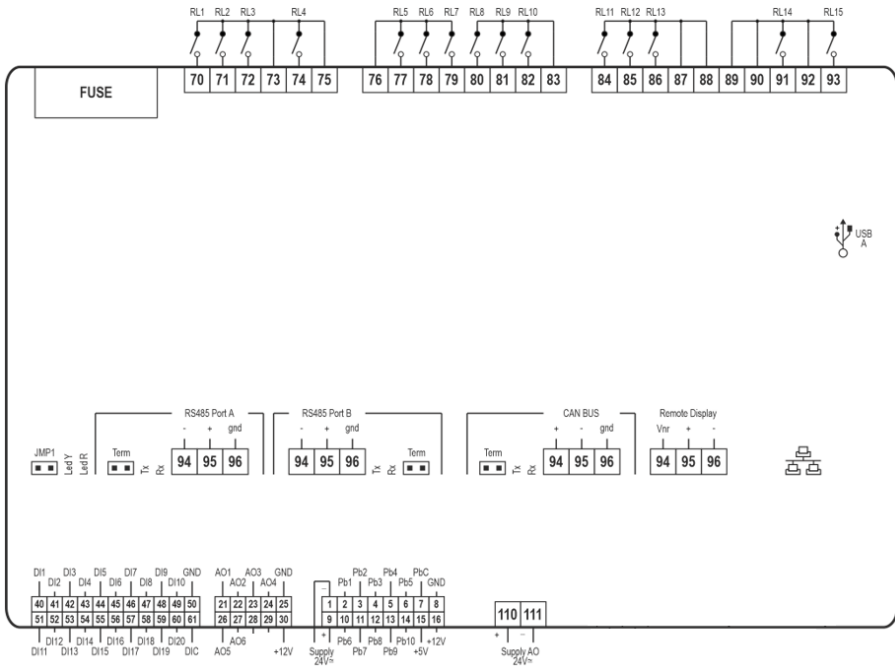 RL1 RL2 RL3 RL4 RL5 RL6 RL7 RL8 RL9 RL10 RL11 RL12 RL13 RL14 RL15
70 71 72 73 74 75 76 77 78 79 80 81 82 83 84 85 86 87 88 89 90 91 92 93
FUSE
USB
A
RS485 Port A RS485 Port B CAN BUS Remote Display
- + gnd - + gnd + - gnd Vnr + -
JMP1 Led Y Led R Term Tx Rx 94 95 96 94 95 96 Tx Rx Term Term Tx Rx 94 95 96 94 95 96
DI1 DI3 DI5 DI7 DI9 GND AO1 AO3 GND Pb2 Pb4 PbC
DI2 DI4 DI6 DI8 DI10 AO2 AO4 Pb1 Pb3 Pb5 GND
40 41 42 43 44 45 46 47 48 49 50 21 22 23 24 25 - 1 2 3 4 5 6 7 8
51 52 53 54 55 56 57 58 59 60 61 26 27 28 29 30 + 9 10 11 12 13 14 15 16
110 111
DI12 DI14 DI16 DI18 DI20 AO6 Pb6 Pb8 Pb10 +12V + -
DI11 DI13 DI15 DI17 DI19 DIC AO5 +12V Supply Pb7 Pb9 +5V Supply AO
24V≂ 24V≂